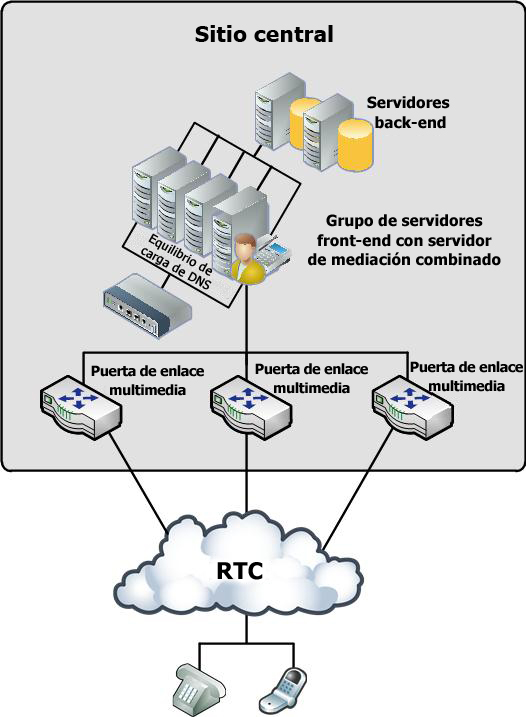 Sitio central
Servidores
back-end
Grupo de servidores
front-end con servidor
de mediación combinado
Equilibrio de
carga de DNS
Puerta de enlace
multimedia
Puerta de enlace
multimedia
Puerta de enlace
multimedia
RTC